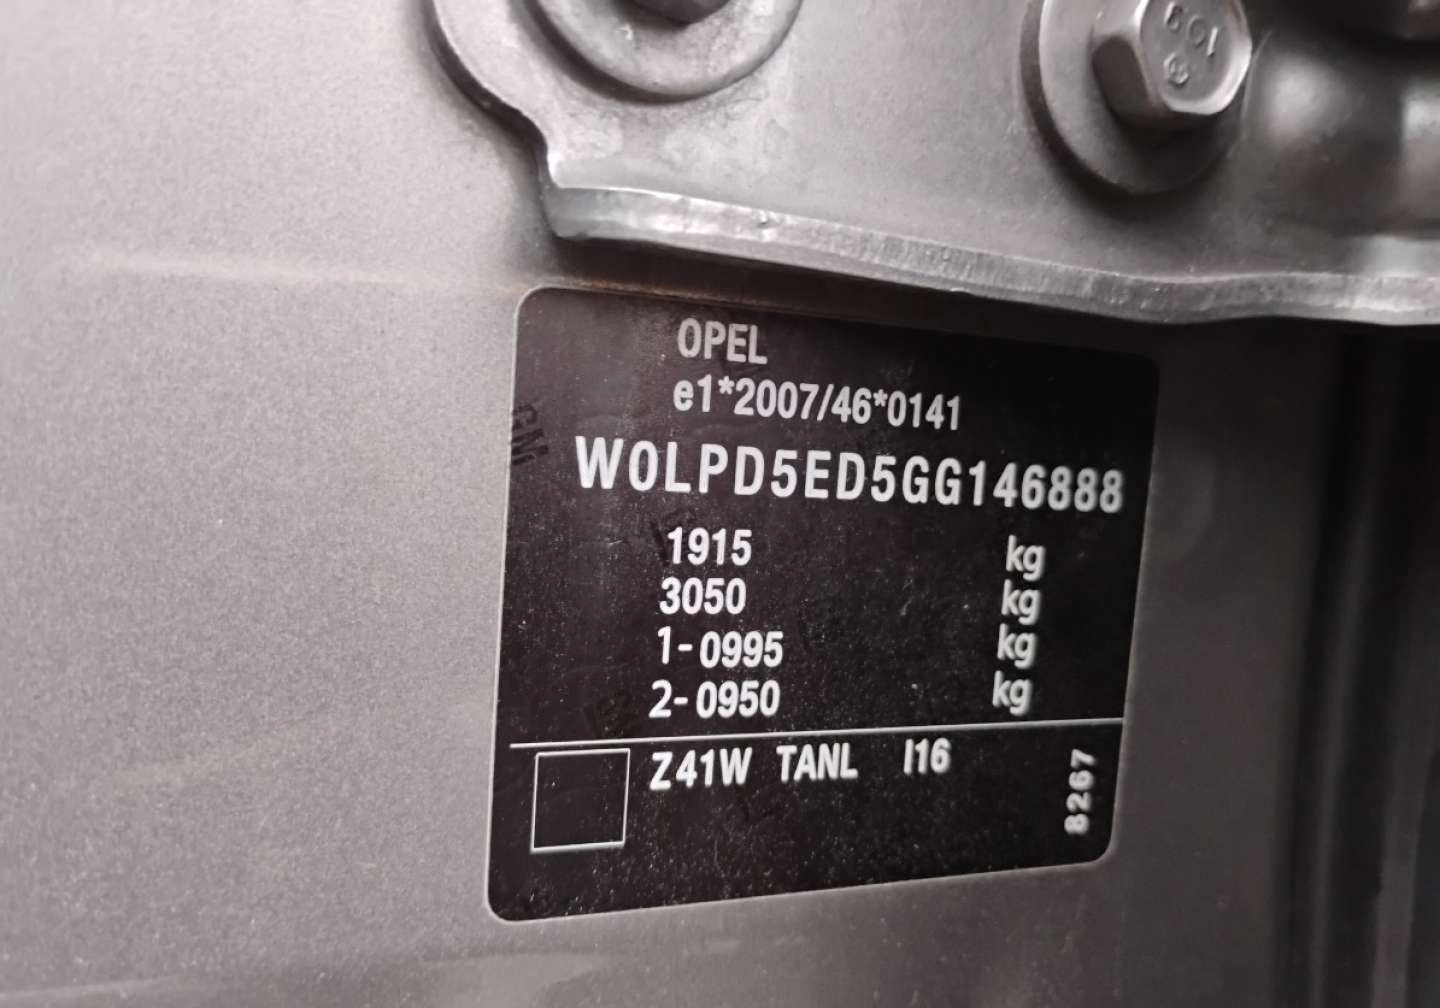 OPEL
e1*2007/46*0141
W0LPD5ED5GG146888
1915 kg
3050 kg
1-0995 kg
2-0950 kg
Z41W TANL I16
8267